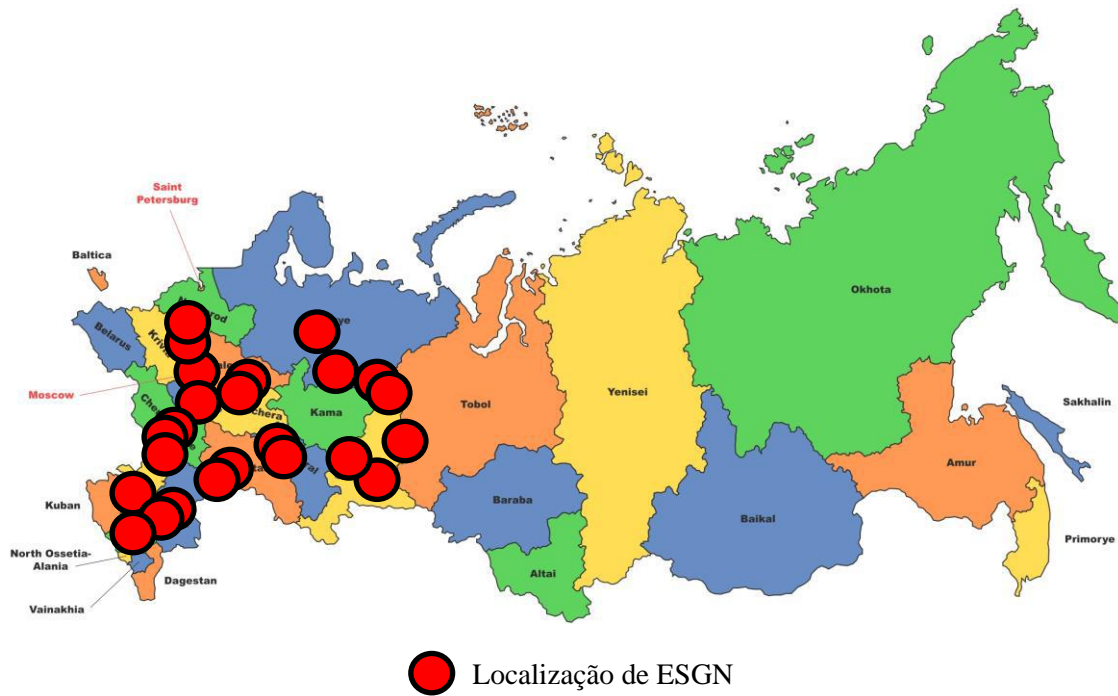 Saint
Petersburg
Baltica
Belarus
Okhota
Moscow
Kama
Tobol
Yenisei
Sakhalin
Amur
Kuban
Baraba
Baikal
Primorye
North Ossetia-
Alania
Altai
Dagestan
Vainakhia
Localização de ESGN